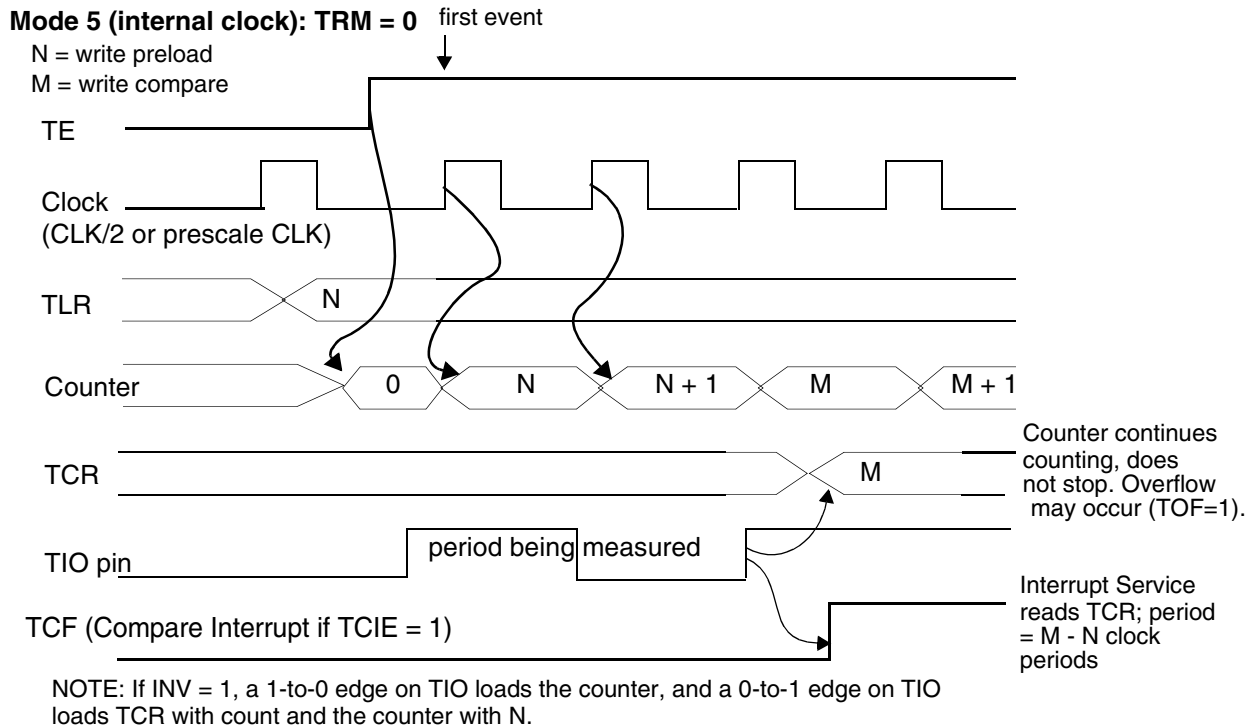 Mode 5 (internal clock): TRM = 0
first event
N = write preload
M = write compare
TE
Clock
(CLK/2 or prescale CLK)
TLR
N
Counter
0
N
N + 1
M
M + 1
TCR
M
Counter continues
counting, does
not stop. Overflow
may occur (TOF=1).
TIO pin
period being measured
TCF (Compare Interrupt if TCIE = 1)
Interrupt Service
reads TCR; period
= M - N clock
periods
NOTE: If INV = 1, a 1-to-0 edge on TIO loads the counter, and a 0-to-1 edge on TIO
loads TCR with count and the counter with N.